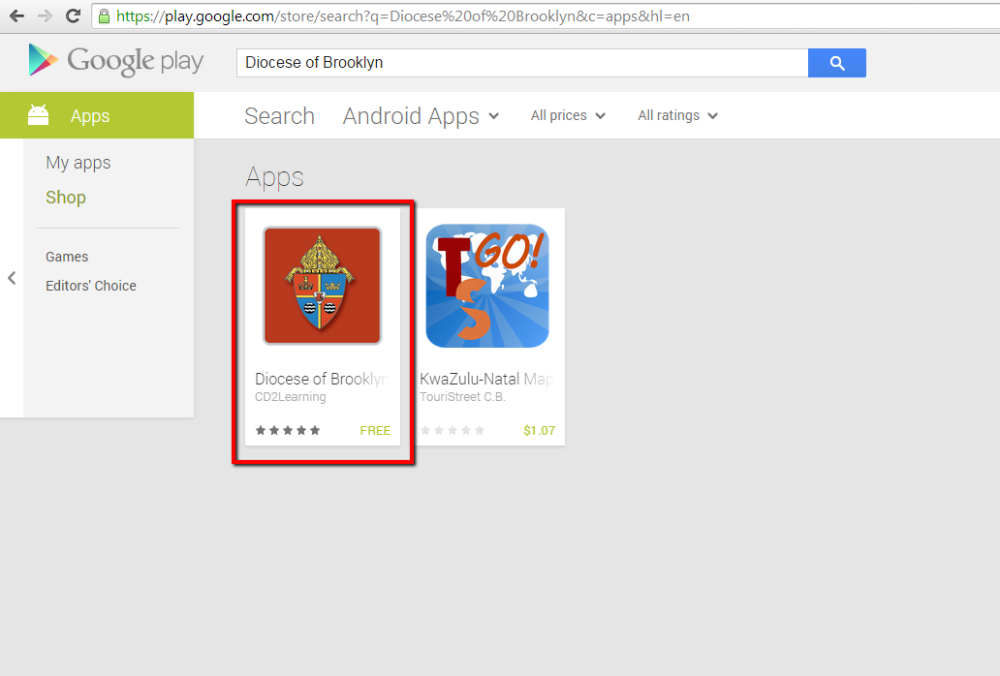 https://play.google.com/store/search?q=Diocese%20of%20Brooklyn&c=apps&hl=en
Google play
Diocese of Brooklyn
Apps
Search
Android Apps
All prices
All ratings
My apps
Shop
Games
Editors' Choice
Apps
TS GO!
Diocese of Brooklyn
CD2Learning
FREE
KwaZulu-Natal Map
TouriStreet C.B.
$1.07